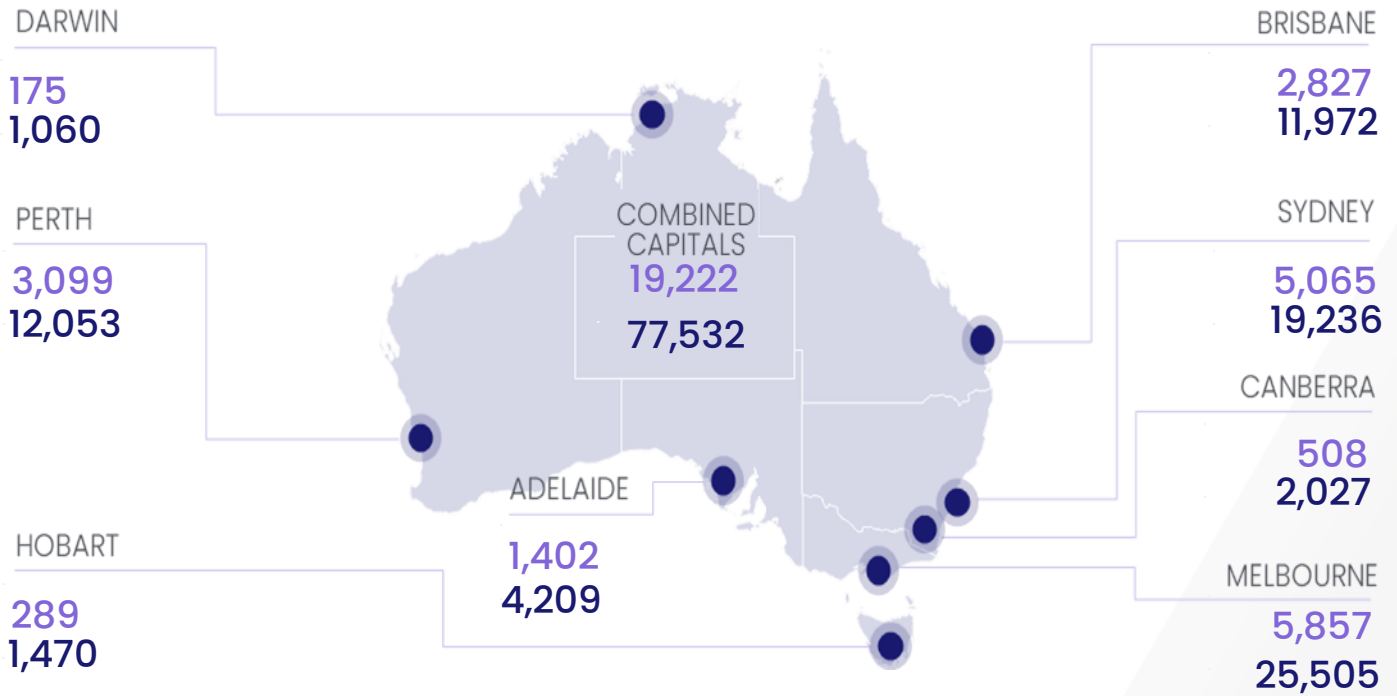 DARWIN
175
1,060
PERTH
3,099
12,053
HOBART
289
1,470
COMBINED
CAPITALS
19,222
77,532
ADELAIDE
1,402
4,209
BRISBANE
2,827
11,972
SYDNEY
5,065
19,236
CANBERRA
508
2,027
MELBOURNE
5,857
25,505